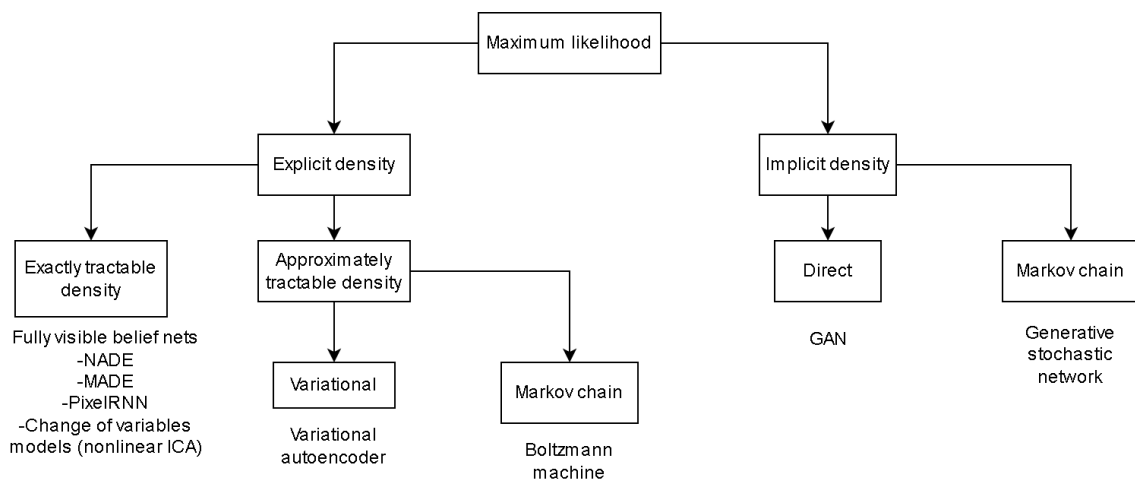 Maximum likelihood
Explicit density
Implicit density
Exactly tractable
density
Approximately
tractable density
Direct
Markov chain
Fully visible belief nets
-NADE
-MADE
-PixelRNN
-Change of variables
models (nonlinear ICA)
Variational
Variational
autoencoder
Markov chain
Boltzmann
machine
GAN
Generative
stochastic
network